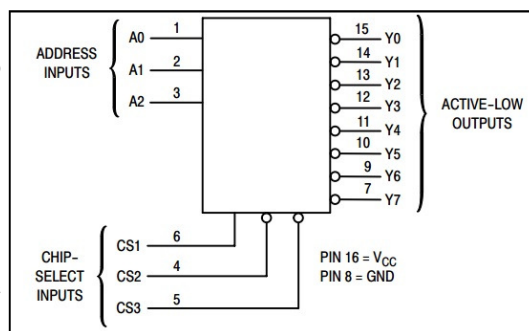 ADDRESS
INPUTS
A0 1
A1 2
A2 3
15 Y0
14 Y1
13 Y2
12 Y3
11 Y4
10 Y5
9 Y6
7 Y7
ACTIVE-LOW
OUTPUTS
CHIP-
SELECT
INPUTS
CS1 6
CS2 4
CS3 5
PIN 16 = VCC
PIN 8 = GND